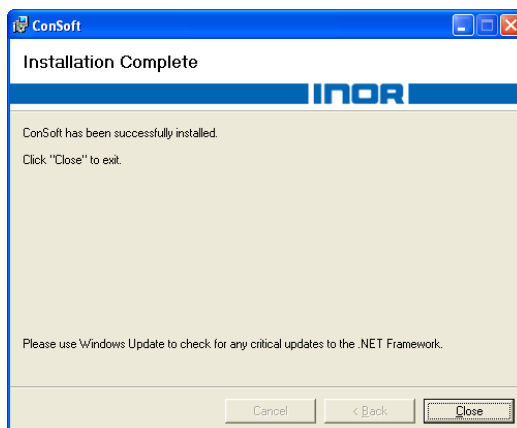 ConSoft
Installation Complete
INOR
ConSoft has been successfully installed.
Click "Close" to exit.
Please use Windows Update to check for any critical updates to the .NET Framework.
Cancel
< Back
Close